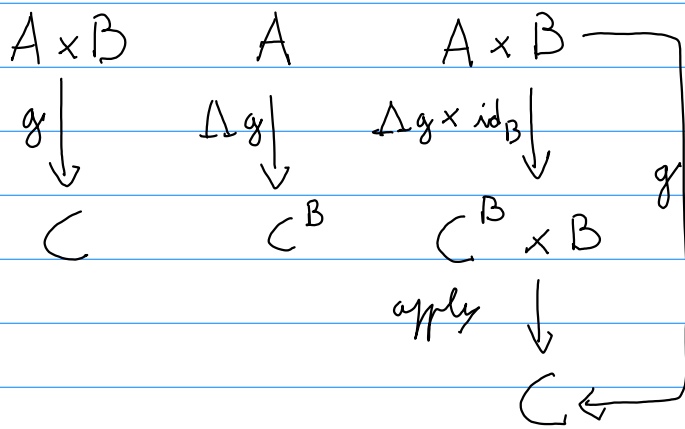 A × B A A × B
g Λg Λg × id_B g
C C^B C^B × B
apply
C